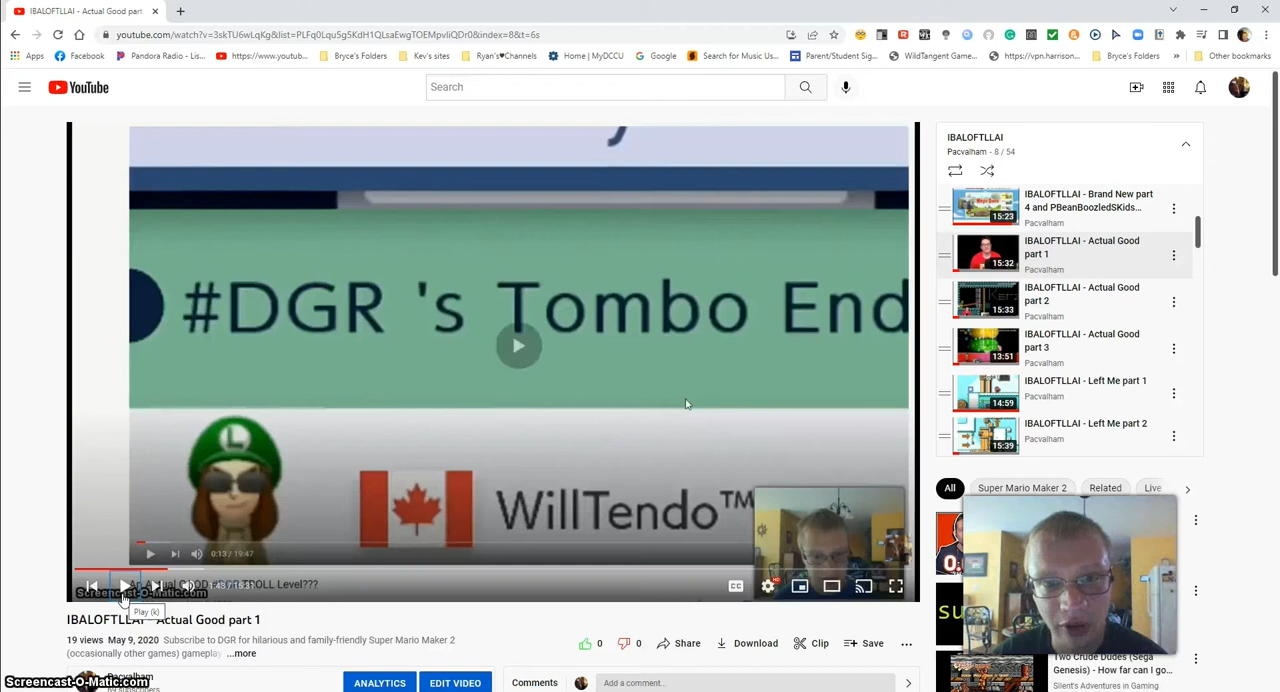 IBALOFTLLAI - Actual Good part
youtube.com/watch?v=3skTU6wLqKg&list=PLFq0LquSg5KdH1QLsaEwgTOEMpvliQDr0&index=8&t=6s
Apps
Facebook
Pandora Radio - Lis...
https://www.youtub...
Bryce's Folders
Kev's sites
Ryan's♥Channels
Home | MyDCCU
Google
Search for Music Us...
Parent/Student Sig...
WildTangent Game...
https://vpn.harrison...
Bryce's Folders
»
Other bookmarks
YouTube
Search
#DGR 's Tombo End
WillTendo™
0:13 / 19:47
An Actual GOOD TROLL Level???
Screencast-O-Matic.com
Play (k)
CC
IBALOFTLLAI - Actual Good part 1
19 views May 9, 2020 Subscribe to DGR for hilarious and family-friendly Super Mario Maker 2
(occasionally other games) gameplay ...more
0
0
Share
Download
Clip
Save
Pacvalham
ANALYTICS
EDIT VIDEO
Comments
Add a comment...
Screencast-O-Matic.com
IBALOFTLLAI
Pacvalham - 8 / 54
IBALOFTLLAI - Brand New part
4 and PBeanBoozledSKids...
Pacvalham
15:23
IBALOFTLLAI - Actual Good
part 1
Pacvalham
15:32
IBALOFTLLAI - Actual Good
part 2
Pacvalham
15:33
IBALOFTLLAI - Actual Good
part 3
Pacvalham
13:51
IBALOFTLLAI - Left Me part 1
Pacvalham
14:59
IBALOFTLLAI - Left Me part 2
Pacvalham
15:39
All
Super Mario Maker 2
Related
Live
Two Crude Dudes (Sega
Genesis) - How far can I go...
Silent's Adventures in Gaming